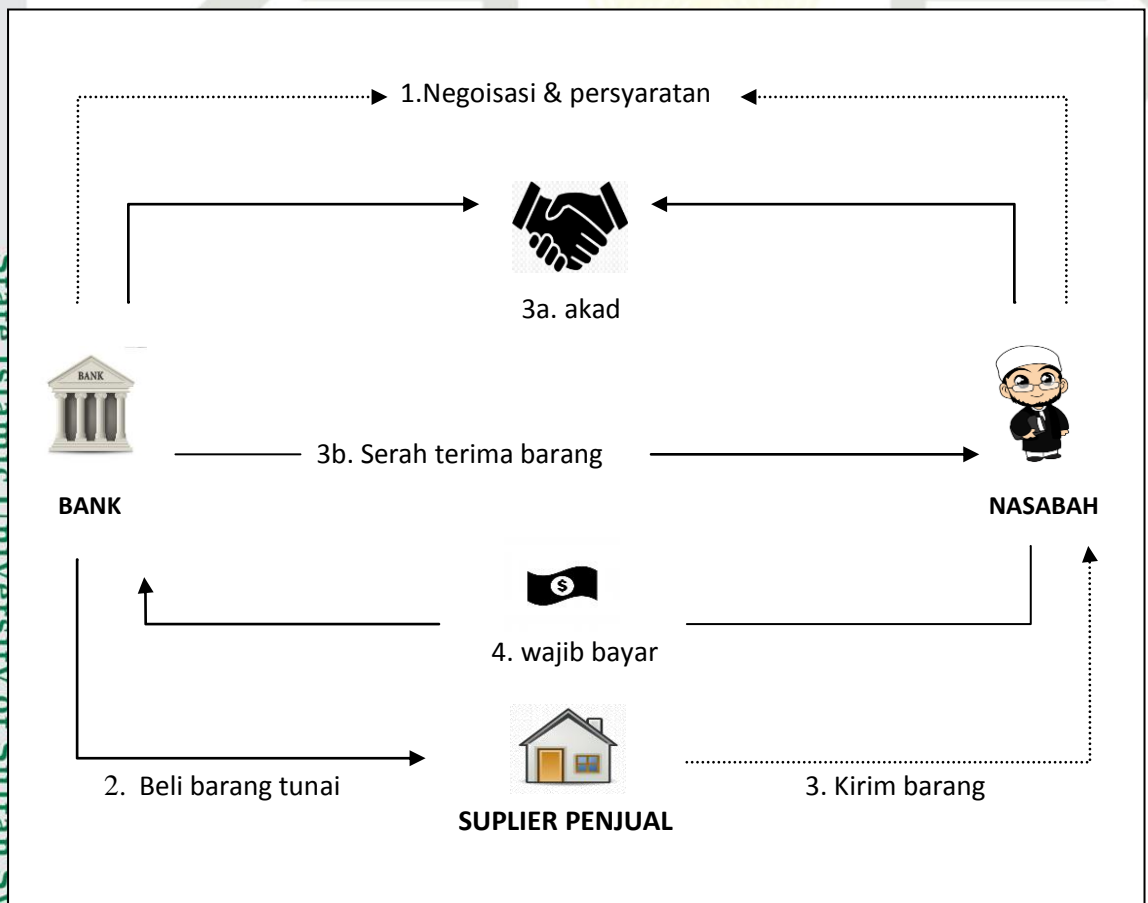 1.Negoisasi & persyaratan
3a. akad
BANK
3b. Serah terima barang
BANK
NASABAH
4. wajib bayar
2. Beli barang tunai
3. Kirim barang
SUPLIER PENJUAL